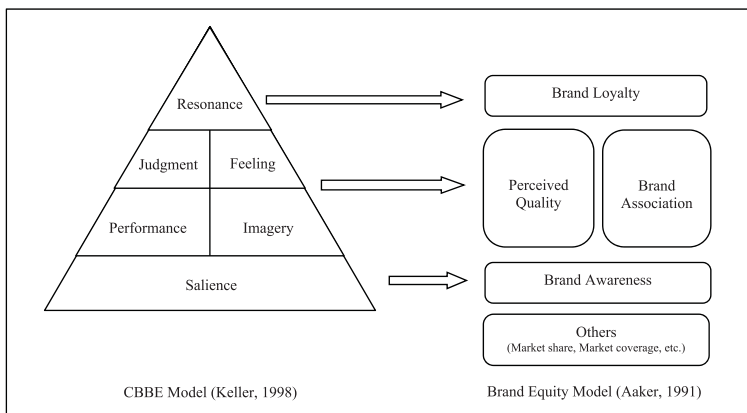 Resonance
Judgment
Feeling
Performance
Imagery
Salience
CBBE Model (Keller, 1998)
Brand Loyalty
Perceived
Quality
Brand
Association
Brand Awareness
Others
(Market share, Market coverage, etc.)
Brand Equity Model (Aaker, 1991)